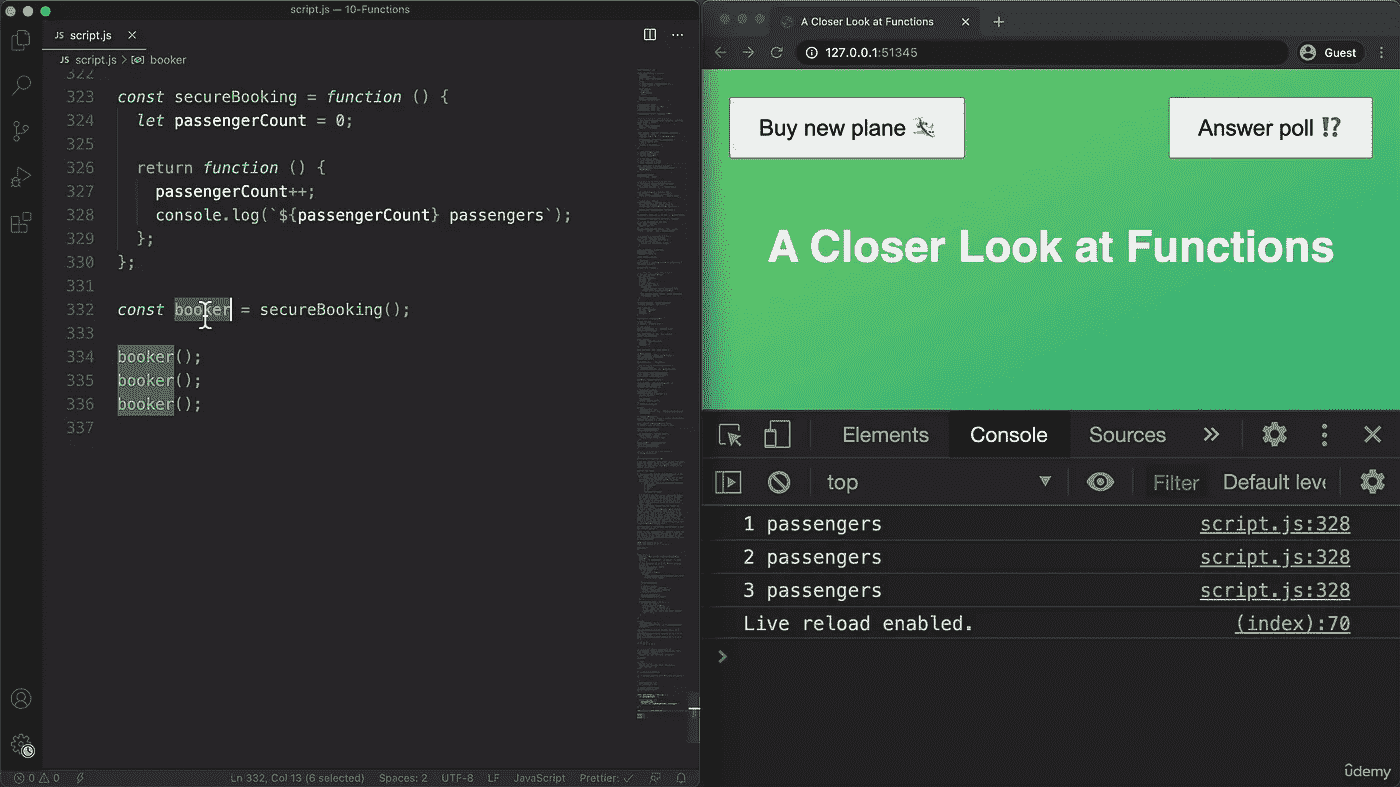 script.js — 10-Functions
JS script.js
JS script.js > booker
322
323 const secureBooking = function () {
324 let passengerCount = 0;
325
326 return function () {
327 passengerCount++;
328 console.log(`${passengerCount} passengers`);
329 };
330 };
331
332 const booker = secureBooking();
333
334 booker();
335 booker();
336 booker();
337
0 0 Ln 332, Col 13 (6 selected) Spaces: 2 UTF-8 LF JavaScript Prettier: ✓
A Closer Look at Functions
127.0.0.1:51345 Guest
Buy new plane 🛩
Answer poll ⁉️
A Closer Look at Functions
Elements Console Sources »
top Filter Default leve
1 passengers script.js:328
2 passengers script.js:328
3 passengers script.js:328
Live reload enabled. (index):70
>
ûdemy